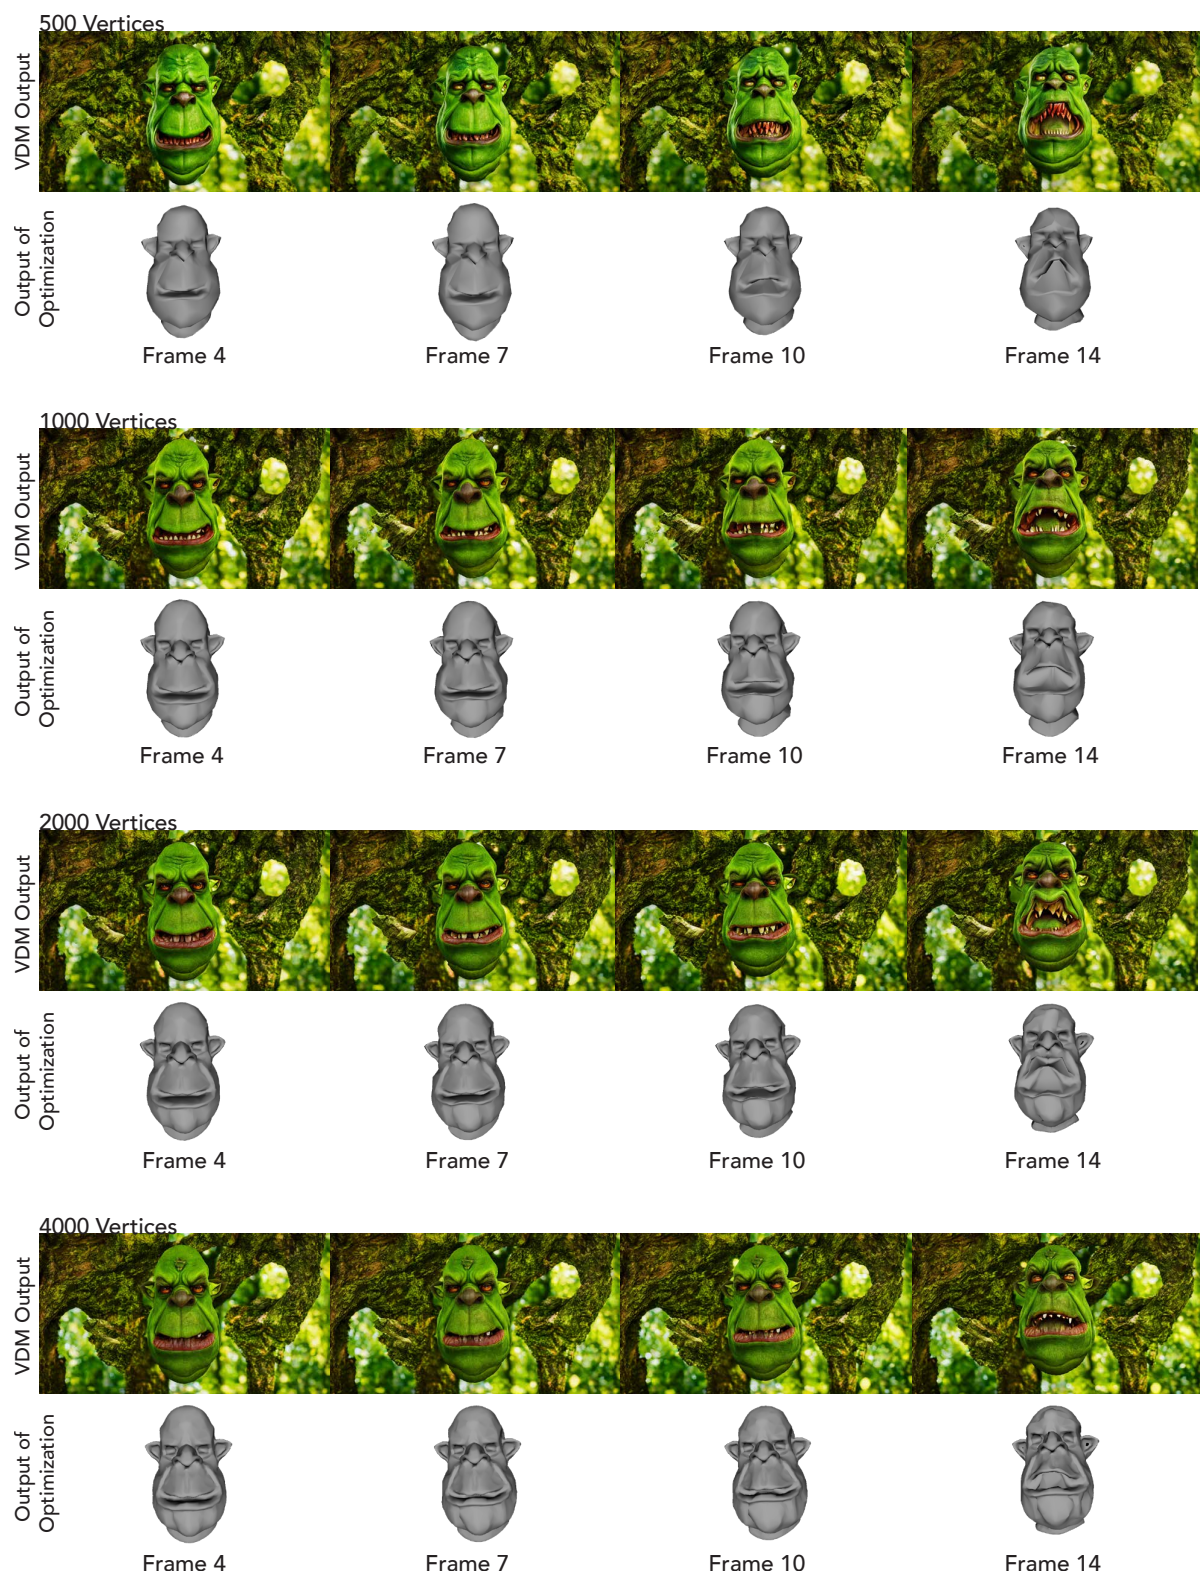 500 Vertices
VDM Output
Output of
Optimization
Frame 4
Frame 7
Frame 10
Frame 14
1000 Vertices
VDM Output
Output of
Optimization
Frame 4
Frame 7
Frame 10
Frame 14
2000 Vertices
VDM Output
Output of
Optimization
Frame 4
Frame 7
Frame 10
Frame 14
4000 Vertices
VDM Output
Output of
Optimization
Frame 4
Frame 7
Frame 10
Frame 14